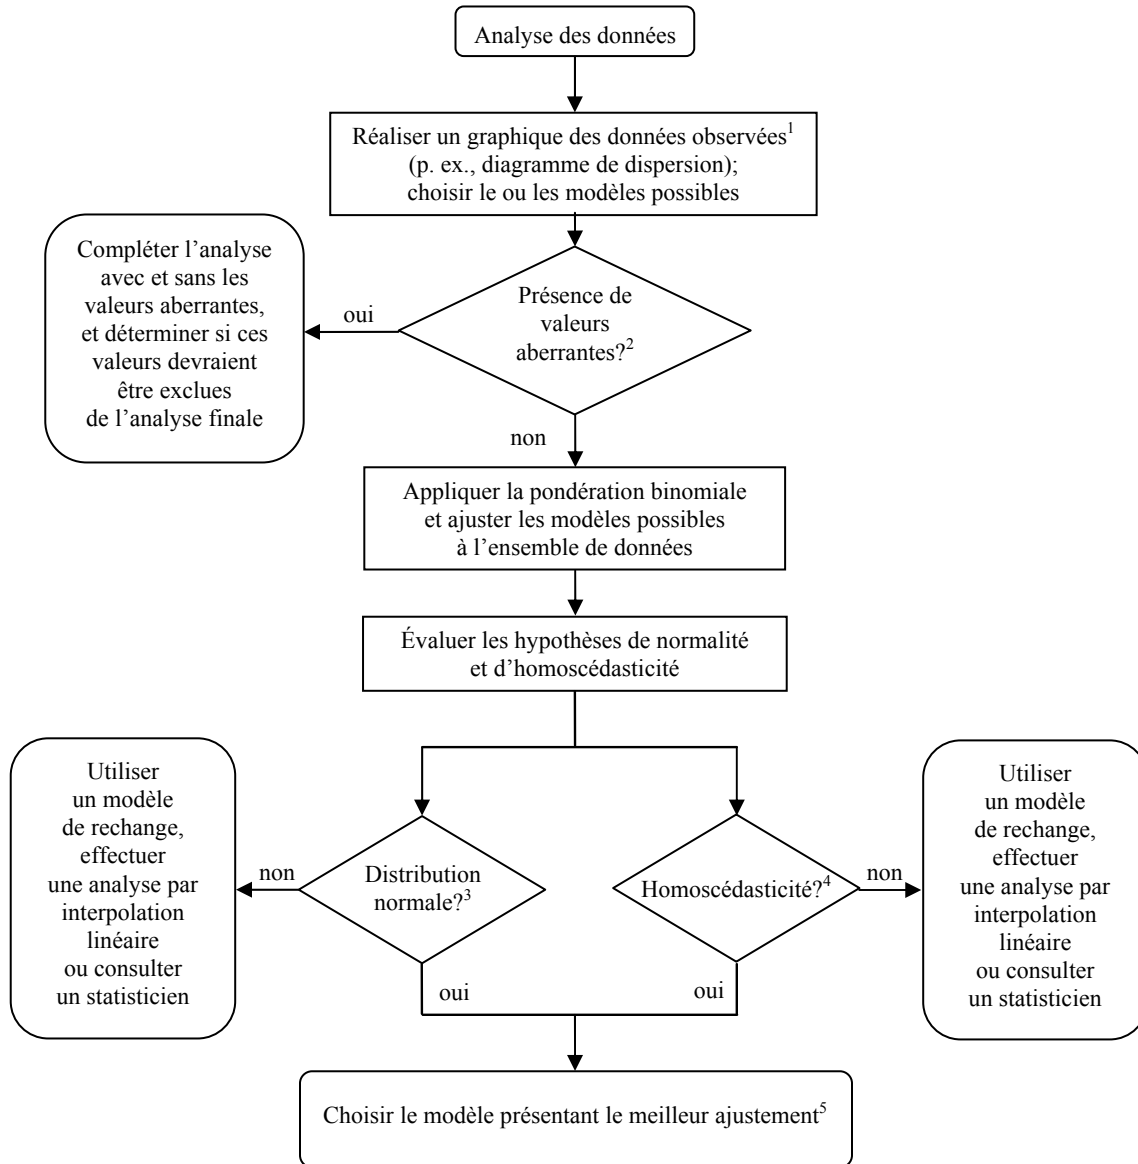 Analyse des données
Réaliser un graphique des données observées1
(p. ex., diagramme de dispersion);
choisir le ou les modèles possibles
Compléter l’analyse
avec et sans les
valeurs aberrantes,
et déterminer si ces
valeurs devraient
être exclues
de l’analyse finale
oui
Présence de
valeurs
aberrantes?2
non
Appliquer la pondération binomiale
et ajuster les modèles possibles
à l’ensemble de données
Évaluer les hypothèses de normalité
et d’homoscédasticité
Utiliser
un modèle
de rechange,
effectuer
une analyse par
interpolation
linéaire
ou consulter
un statisticien
non
Distribution
normale?3
Homoscédasticité?4
non
Utiliser
un modèle
de rechange,
effectuer
une analyse par
interpolation
linéaire
ou consulter
un statisticien
oui
oui
Choisir le modèle présentant le meilleur ajustement5